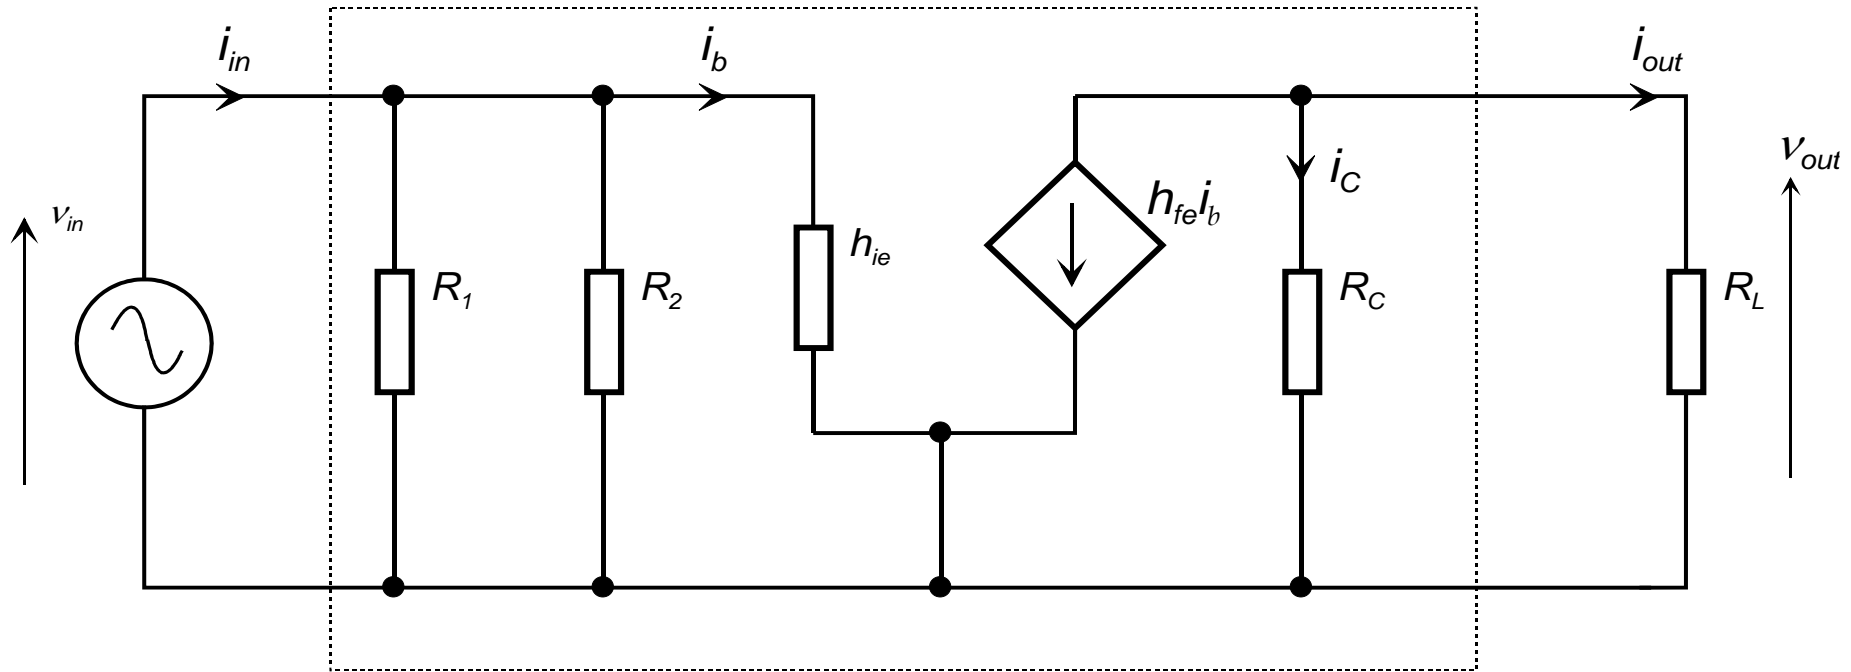 i_in
i_b
i_out
v_in
R_1
R_2
h_ie
h_fe i_b
i_C
R_C
R_L
v_out